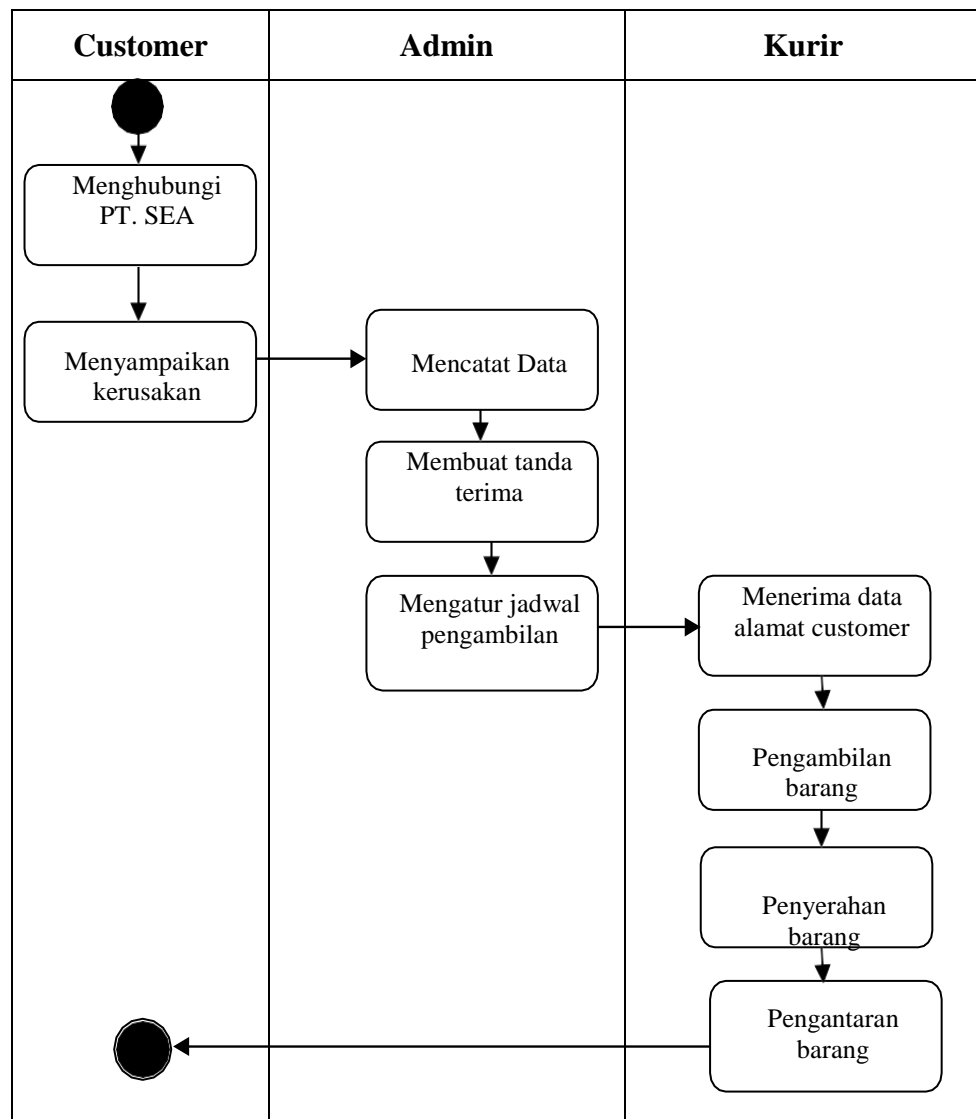 Customer
Admin
Kurir
Menghubungi
PT. SEA
Menyampaikan
kerusakan
Mencatat Data
Membuat tanda
terima
Mengatur jadwal
pengambilan
Menerima data
alamat customer
Pengambilan
barang
Penyerahan
barang
Pengantaran
barang